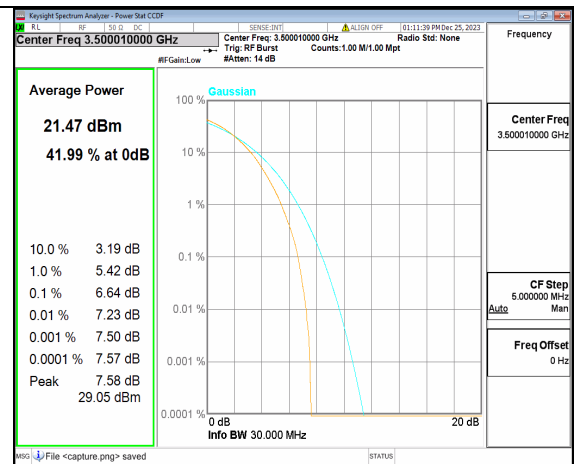 Keysight Spectrum Analyzer - Power Stat CCDF
RL RF 50 Ω DC SENSE:INT ALIGN OFF 01:11:39 PM Dec 25, 2023
Center Freq 3.500010000 GHz
Center Freq: 3.500010000 GHz Radio Std: None
Trig: RF Burst Counts:1.00 M/1.00 Mpt
#IFGain:Low #Atten: 14 dB
Frequency
Average Power
21.47 dBm
41.99 % at 0dB
10.0 % 3.19 dB
1.0 % 5.42 dB
0.1 % 6.64 dB
0.01 % 7.23 dB
0.001 % 7.50 dB
0.0001 % 7.57 dB
Peak 7.58 dB
29.05 dBm
Gaussian
100 %
10 %
1 %
0.1 %
0.01 %
0.001 %
0.0001 %
0 dB 20 dB
Info BW 30.000 MHz
Center Freq
3.500010000 GHz
CF Step
5.000000 MHz
Auto Man
Freq Offset
0 Hz
MSG File <capture.png> saved STATUS